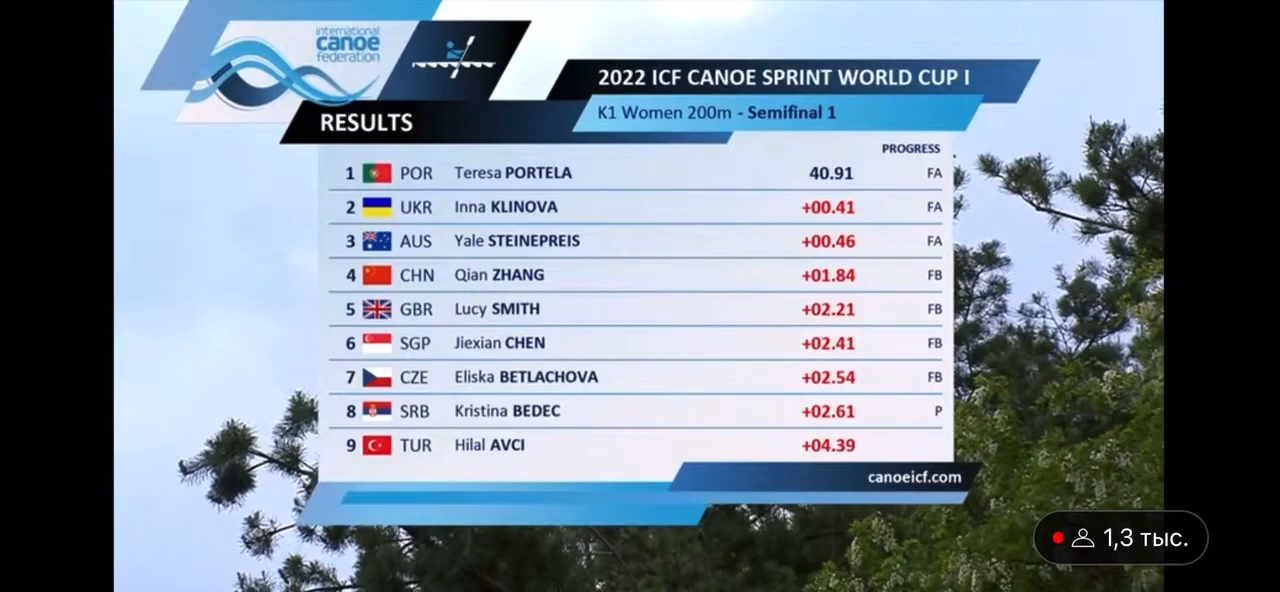 international
canoe
federation
2022 ICF CANOE SPRINT WORLD CUP I
K1 Women 200m - Semifinal 1
RESULTS
PROGRESS
1 POR Teresa PORTELA 40.91 FA
2 UKR Inna KLINOVA +00.41 FA
3 AUS Yale STEINEPREIS +00.46 FA
4 CHN Qian ZHANG +01.84 FB
5 GBR Lucy SMITH +02.21 FB
6 SGP Jiexian CHEN +02.41 FB
7 CZE Eliska BETLACHOVA +02.54 FB
8 SRB Kristina BEDEC +02.61 P
9 TUR Hilal AVCI +04.39
canoeicf.com
1,3 тыс.